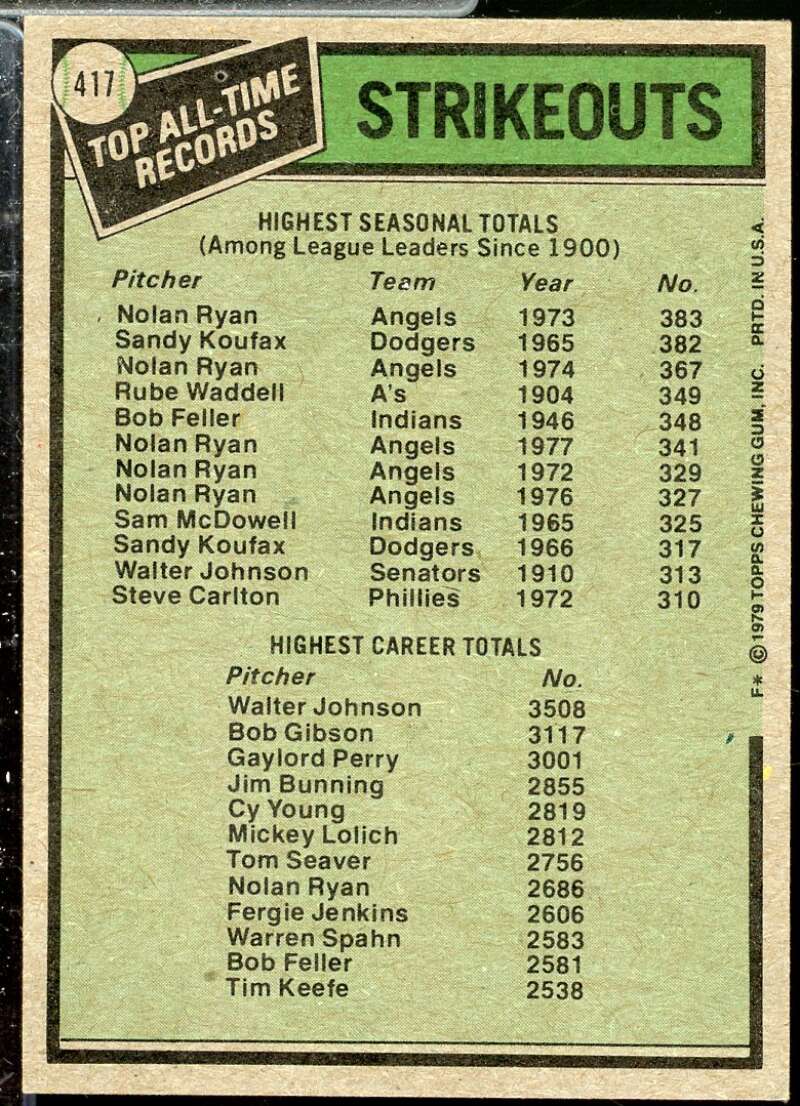 417
TOP ALL-TIME
RECORDS
STRIKEOUTS
HIGHEST SEASONAL TOTALS
(Among League Leaders Since 1900)
Pitcher Team Year No.
Nolan Ryan Angels 1973 383
Sandy Koufax Dodgers 1965 382
Nolan Ryan Angels 1974 367
Rube Waddell A's 1904 349
Bob Feller Indians 1946 348
Nolan Ryan Angels 1977 341
Nolan Ryan Angels 1972 329
Nolan Ryan Angels 1976 327
Sam McDowell Indians 1965 325
Sandy Koufax Dodgers 1966 317
Walter Johnson Senators 1910 313
Steve Carlton Phillies 1972 310
HIGHEST CAREER TOTALS
Pitcher No.
Walter Johnson 3508
Bob Gibson 3117
Gaylord Perry 3001
Jim Bunning 2855
Cy Young 2819
Mickey Lolich 2812
Tom Seaver 2756
Nolan Ryan 2686
Fergie Jenkins 2606
Warren Spahn 2583
Bob Feller 2581
Tim Keefe 2538
F* © 1979 TOPPS CHEWING GUM, INC. PRTD. IN U.S.A.